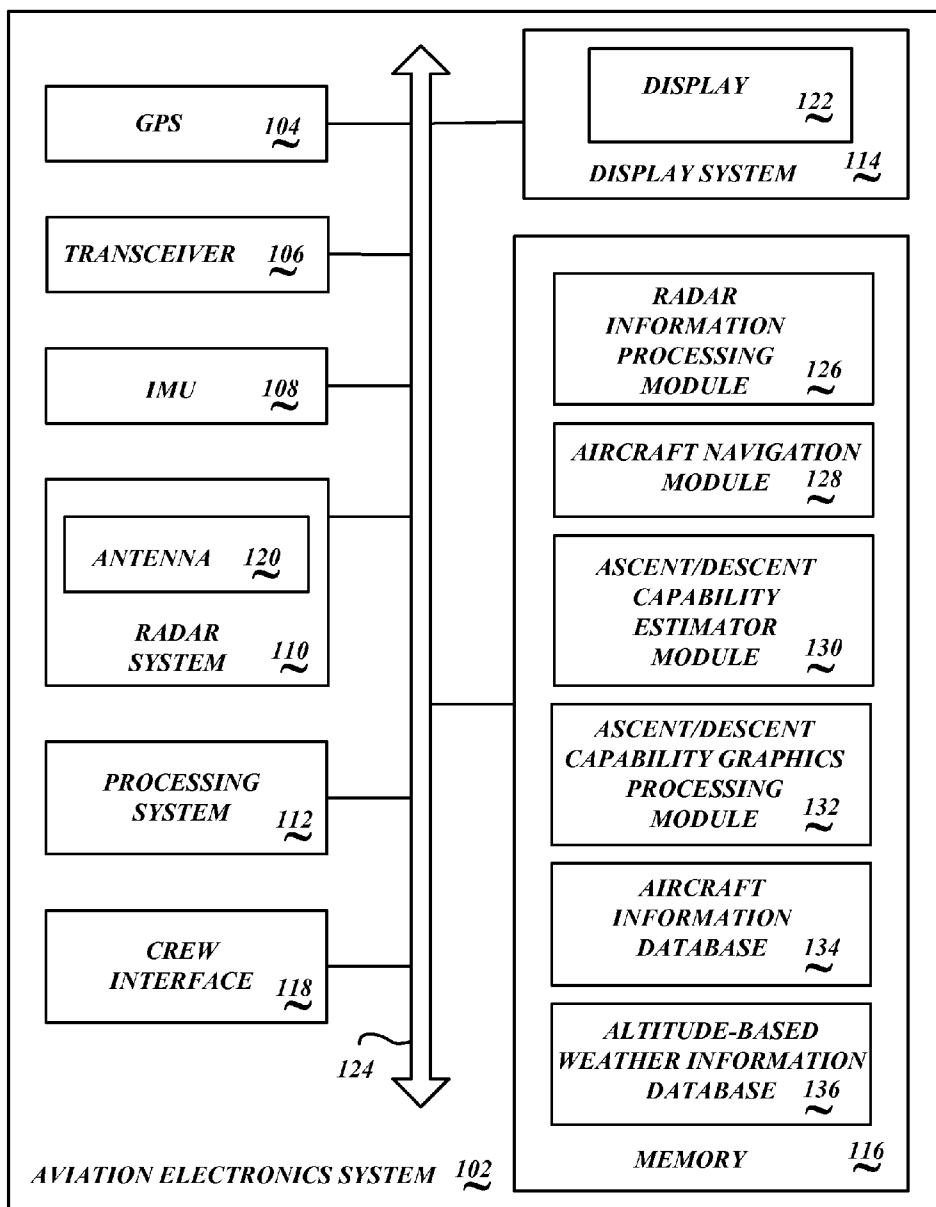 GPS 104
TRANSCEIVER 106
IMU 108
ANTENNA 120
RADAR
SYSTEM 110
PROCESSING
SYSTEM 112
CREW
INTERFACE 118
124
AVIATION ELECTRONICS SYSTEM 102
DISPLAY
122
DISPLAY SYSTEM 114
RADAR
INFORMATION
PROCESSING
MODULE 126
AIRCRAFT NAVIGATION
MODULE 128
ASCENT/DESCENT
CAPABILITY
ESTIMATOR
MODULE 130
ASCENT/DESCENT
CAPABILITY GRAPHICS
PROCESSING
MODULE 132
AIRCRAFT
INFORMATION
DATABASE 134
ALTITUDE-BASED
WEATHER INFORMATION
DATABASE 136
MEMORY 116